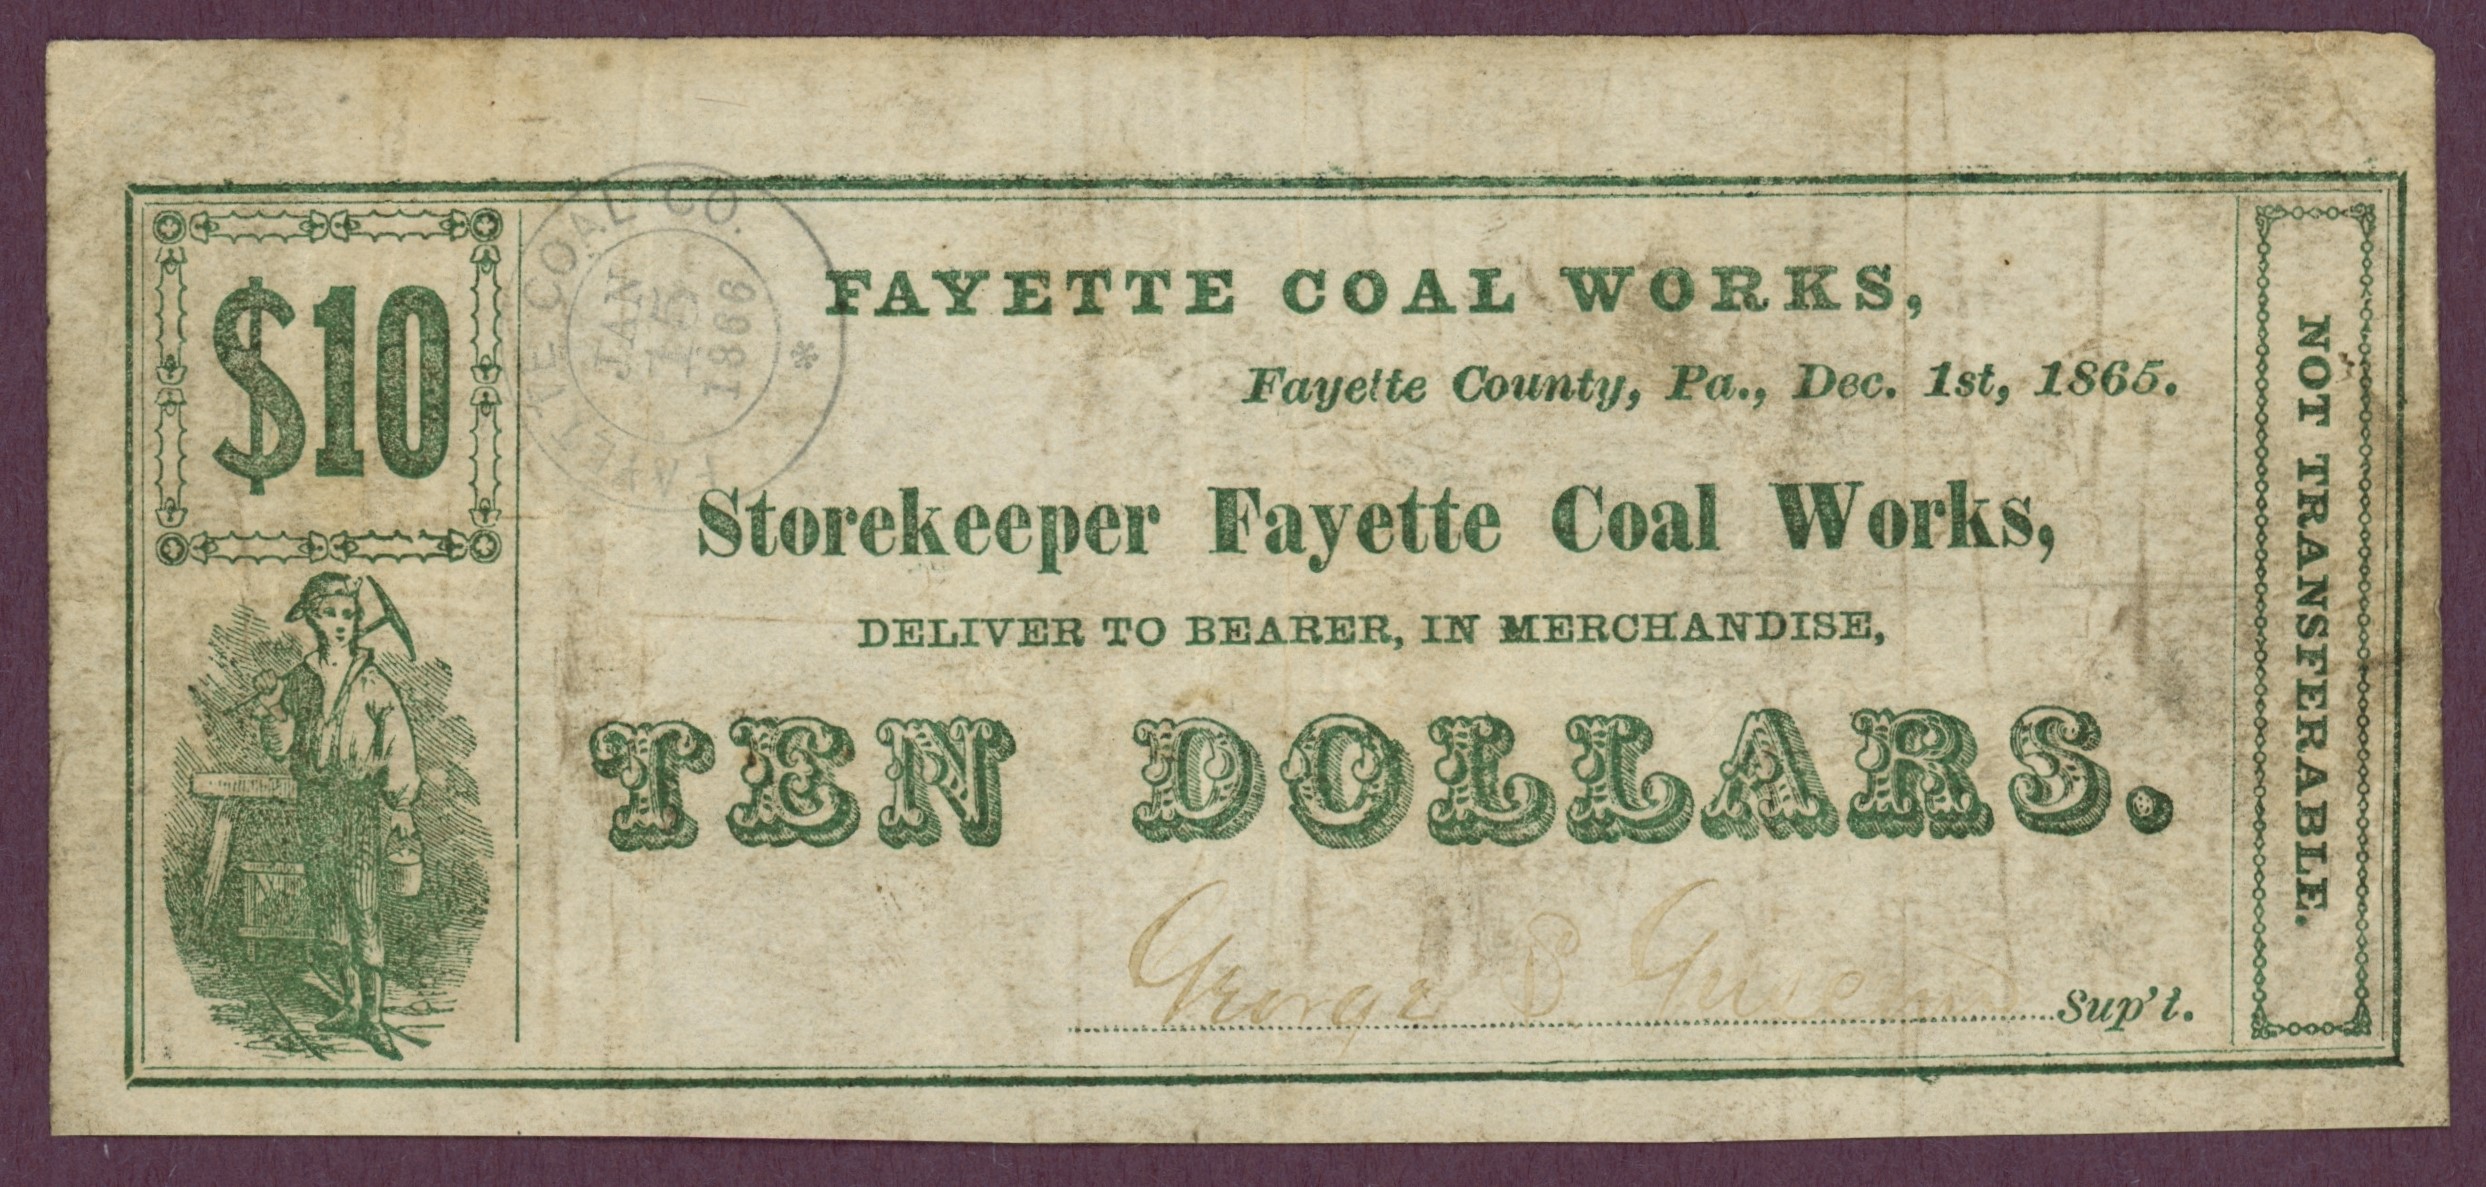 $10
FAYETTE COAL CO.
JAN
15
1866
*
FAYETTE COAL WORKS,
Fayette County, Pa., Dec. 1st, 1865.
Storekeeper Fayette Coal Works,
DELIVER TO BEARER, IN MERCHANDISE,
TEN DOLLARS.
George S.
Sup't.
NOT TRANSFERABLE.